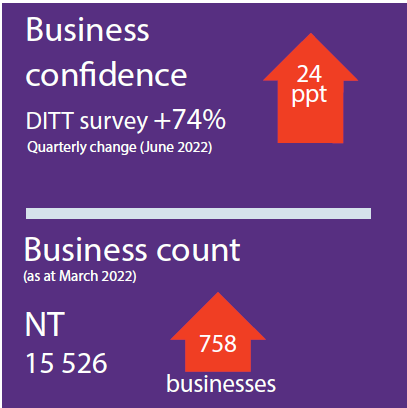 Business
confidence
DITT survey +74%
Quarterly change (June 2022)
24
ppt
Business count
(as at March 2022)
NT
15 526
758
businesses